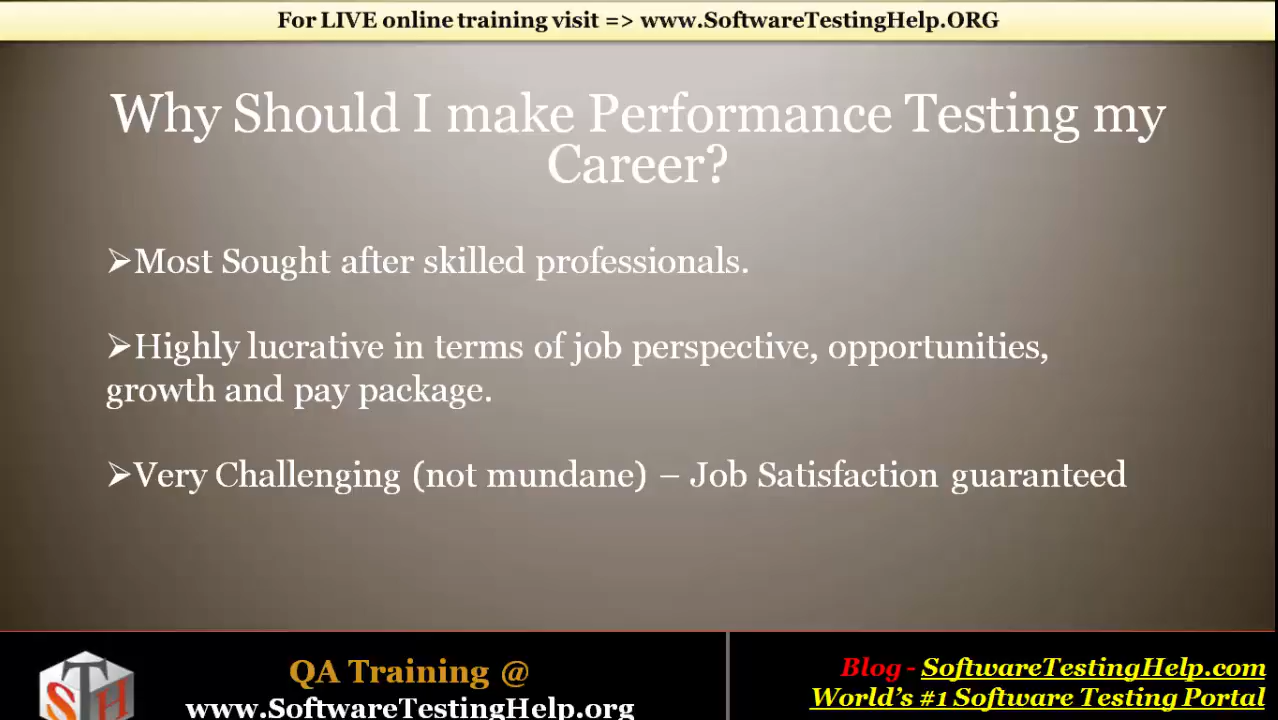 For LIVE online training visit => www.SoftwareTestingHelp.ORG
Why Should I make Performance Testing my
Career?
➢Most Sought after skilled professionals.
➢Highly lucrative in terms of job perspective, opportunities,
growth and pay package.
➢Very Challenging (not mundane) – Job Satisfaction guaranteed
STH
QA Training @
www.SoftwareTestingHelp.org
Blog - SoftwareTestingHelp.com
World's #1 Software Testing Portal